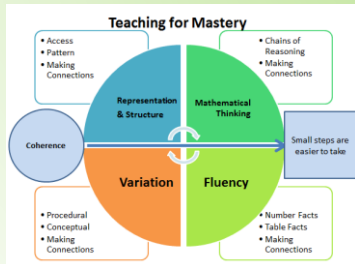 Teaching for Mastery
• Access
• Pattern
• Making
Connections
• Chains of
Reasoning
• Making
Connections
Representation
& Structure
Mathematical
Thinking
Coherence
Small steps are
easier to take
Variation
Fluency
• Procedural
• Conceptual
• Making
Connections
• Number Facts
• Table Facts
• Making
Connections